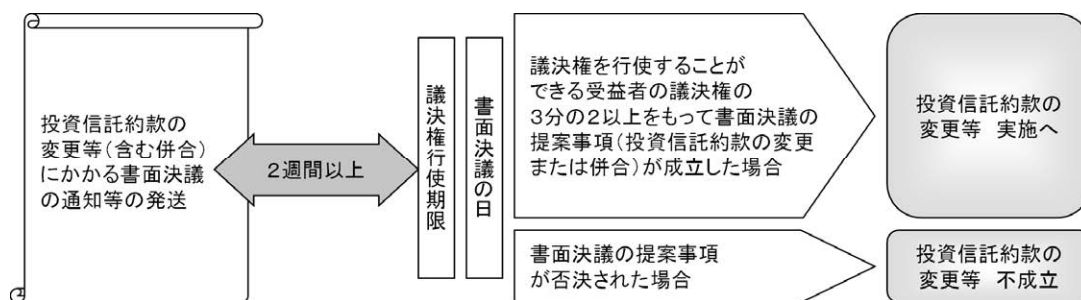 投資信託約款の
変更等(含む併合)
にかかる書面決議
の通知等の発送
2週間以上
議決権行使期限
書面決議の日
議決権を行使することが
できる受益者の議決権の
3分の2以上をもって書面決議の
提案事項(投資信託約款の変更
または併合)が成立した場合
投資信託約款の
変更等 実施へ
書面決議の提案事項
が否決された場合
投資信託約款の
変更等 不成立